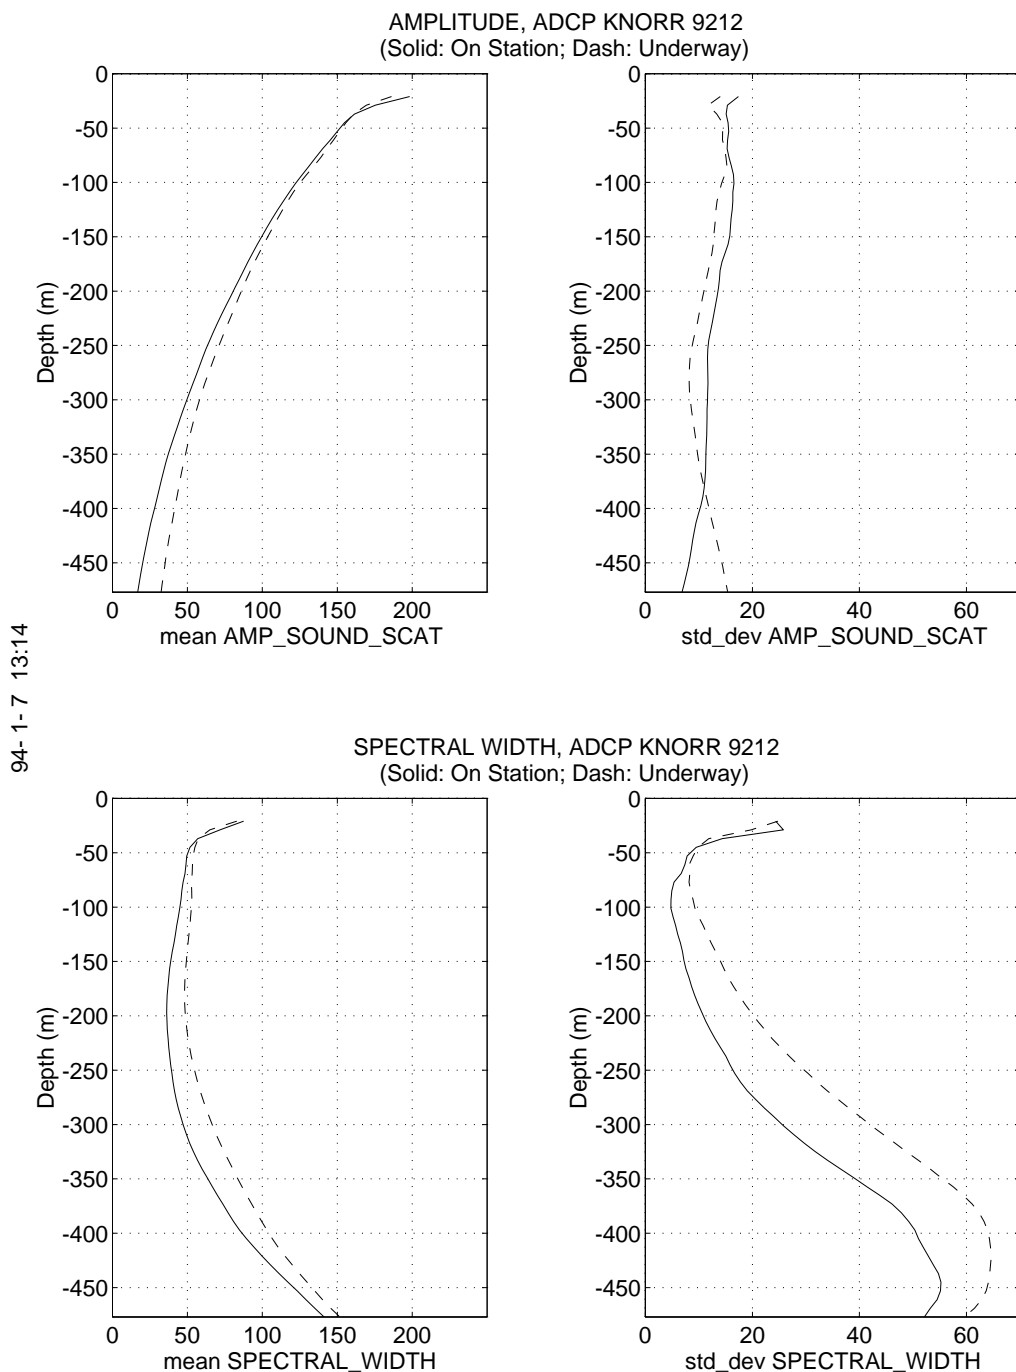 AMPLITUDE, ADCP KNORR 9212
(Solid: On Station; Dash: Underway)
0
-50
-100
-150
-200
-250
-300
-350
-400
-450
Depth (m)
0 50 100 150 200
mean AMP_SOUND_SCAT
0
-50
-100
-150
-200
-250
-300
-350
-400
-450
Depth (m)
0 20 40 60
std_dev AMP_SOUND_SCAT
94- 1- 7 13:14
SPECTRAL WIDTH, ADCP KNORR 9212
(Solid: On Station; Dash: Underway)
0
-50
-100
-150
-200
-250
-300
-350
-400
-450
Depth (m)
0 50 100 150 200
mean SPECTRAL_WIDTH
0
-50
-100
-150
-200
-250
-300
-350
-400
-450
Depth (m)
0 20 40 60
std_dev SPECTRAL_WIDTH